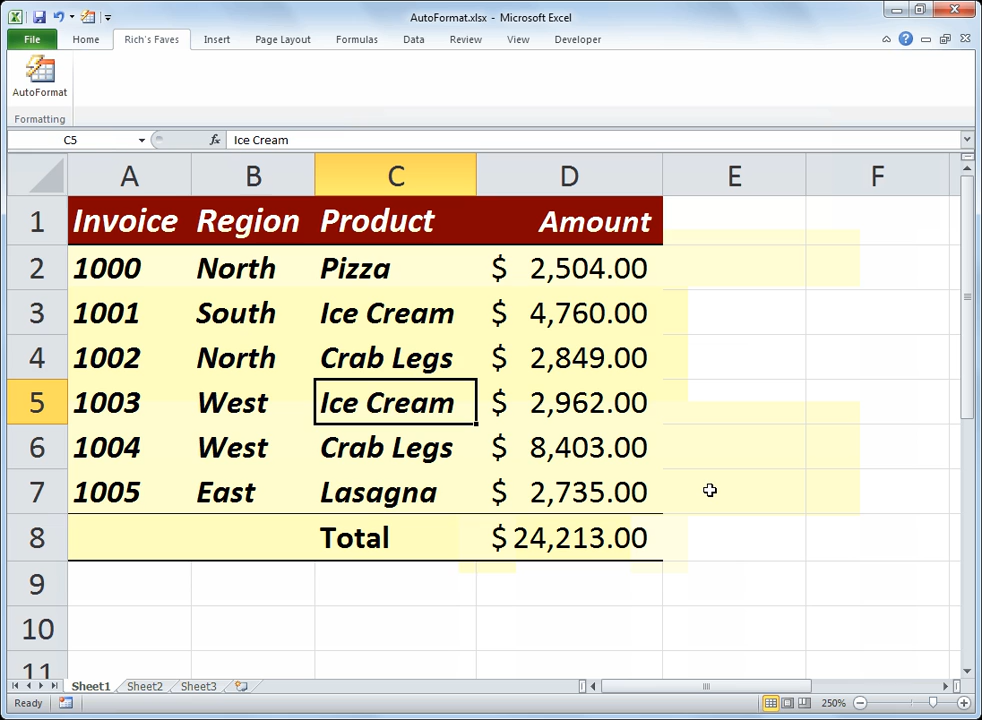 AutoFormat.xlsx - Microsoft Excel
File Home Rich's Faves Insert Page Layout Formulas Data Review View Developer
AutoFormat
Formatting
C5 fx Ice Cream
A B C D E F
1 Invoice Region Product Amount
2 1000 North Pizza $ 2,504.00
3 1001 South Ice Cream $ 4,760.00
4 1002 North Crab Legs $ 2,849.00
5 1003 West Ice Cream $ 2,962.00
6 1004 West Crab Legs $ 8,403.00
7 1005 East Lasagna $ 2,735.00
8 Total $ 24,213.00
9
10
11
Sheet1 Sheet2 Sheet3
Ready 250%